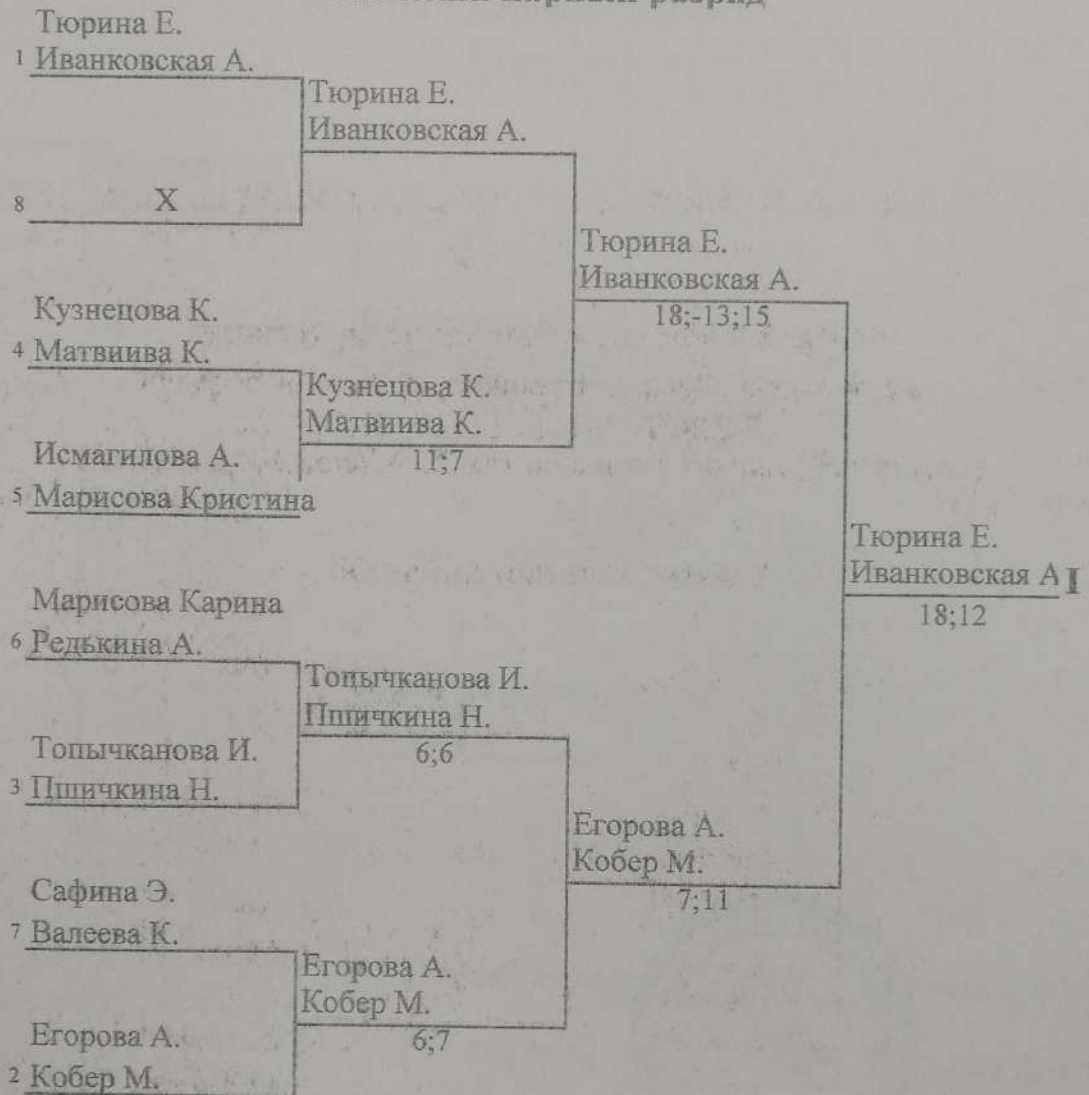 Тюрина Е.
1 Иванковская А.
Тюрина Е.
Иванковская А.
8 X
Тюрина Е.
Иванковская А.
18;-13;15
Кузнецова К.
4 Матвиива К.
Кузнецова К.
Матвиива К.
11;7
Исмагилова А.
5 Марисова Кристина
Тюрина Е.
Иванковская А I
18;12
Марисова Карина
6 Редькина А.
Топычканова И.
Пшичкина Н.
6;6
Топычканова И.
3 Пшичкина Н.
Егорова А.
Кобер М.
7;11
Сафина Э.
7 Валеева К.
Егорова А.
Кобер М.
6;7
Егорова А.
2 Кобер М.